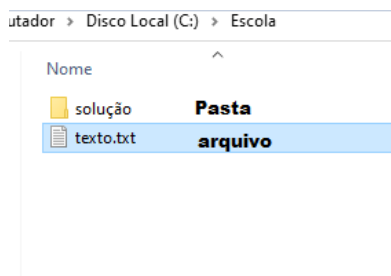 utador > Disco Local (C:) > Escola
Nome
solução Pasta
texto.txt arquivo